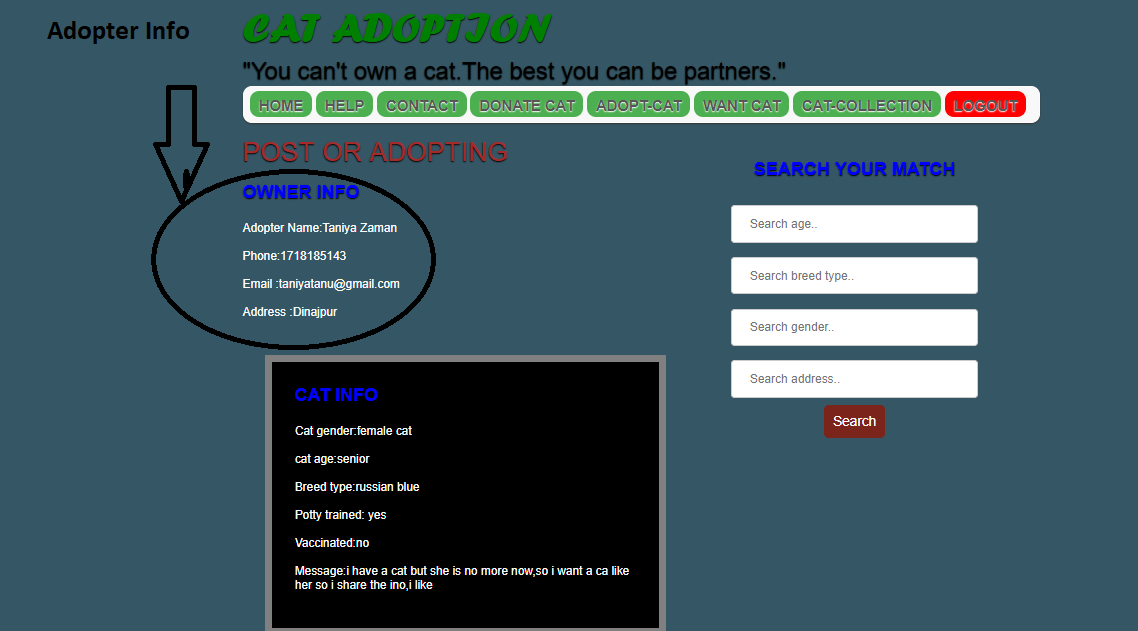 Adopter Info
CAT ADOPTION
"You can't own a cat.The best you can be partners."
HOME HELP CONTACT DONATE CAT ADOPT-CAT WANT CAT CAT-COLLECTION LOGOUT
POST OR ADOPTING
OWNER INFO
Adopter Name:Taniya Zaman
Phone:1718185143
Email :taniyatanu@gmail.com
Address :Dinajpur
CAT INFO
Cat gender:female cat
cat age:senior
Breed type:russian blue
Potty trained: yes
Vaccinated:no
Message:i have a cat but she is no more now,so i want a ca like
her so i share the ino,i like
SEARCH YOUR MATCH
Search age..
Search breed type..
Search gender..
Search address..
Search